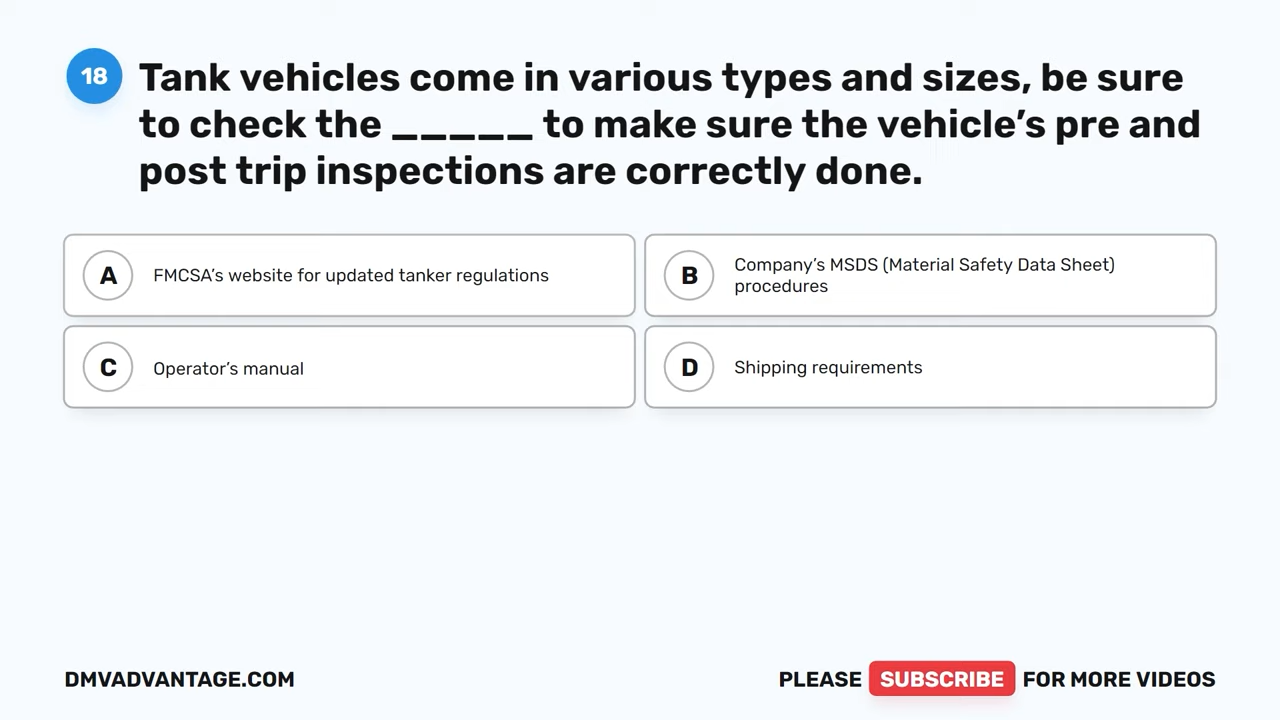 18
Tank vehicles come in various types and sizes, be sure
to check the _____ to make sure the vehicle’s pre and
post trip inspections are correctly done.
A
FMCSA’s website for updated tanker regulations
B
Company’s MSDS (Material Safety Data Sheet)
procedures
C
Operator’s manual
D
Shipping requirements
DMVADVANTAGE.COM
PLEASE SUBSCRIBE FOR MORE VIDEOS